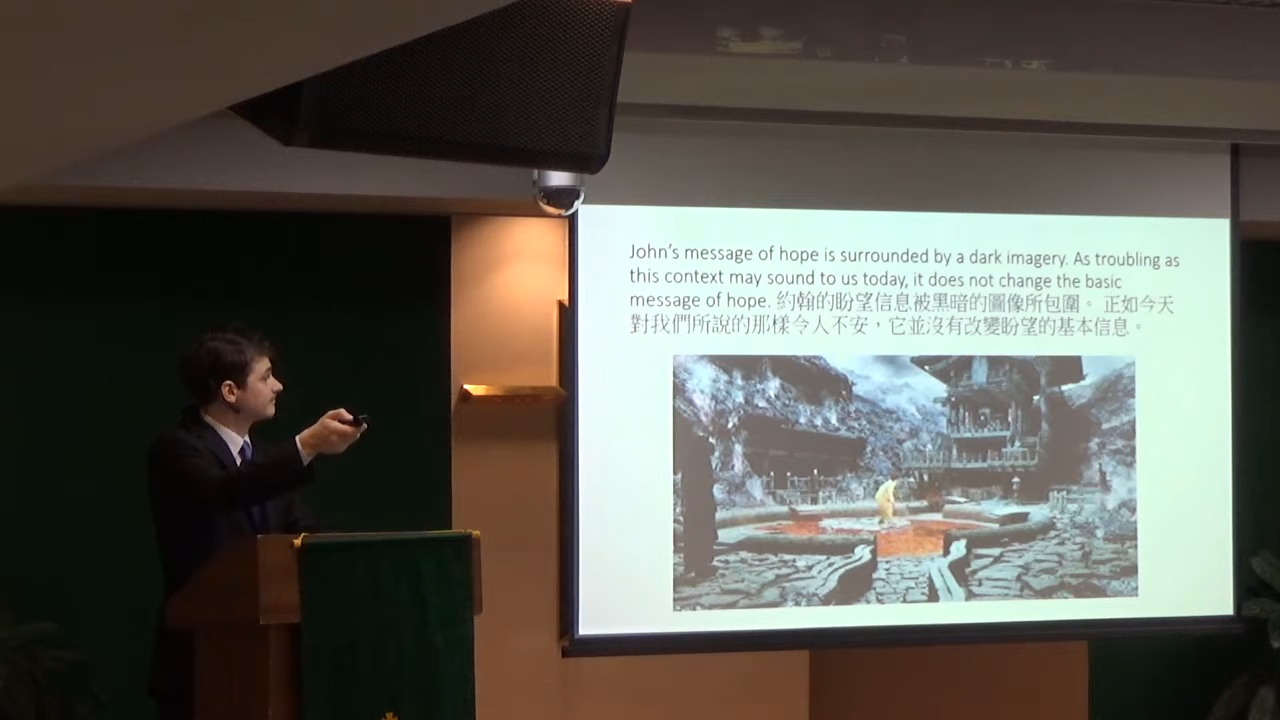 John's message of hope is surrounded by a dark imagery. As troubling as
this context may sound to us today, it does not change the basic
message of hope. 約翰的盼望信息被黑暗的圖像所包圍。 正如今天
對我們所說的那樣令人不安，它並沒有改變盼望的基本信息。